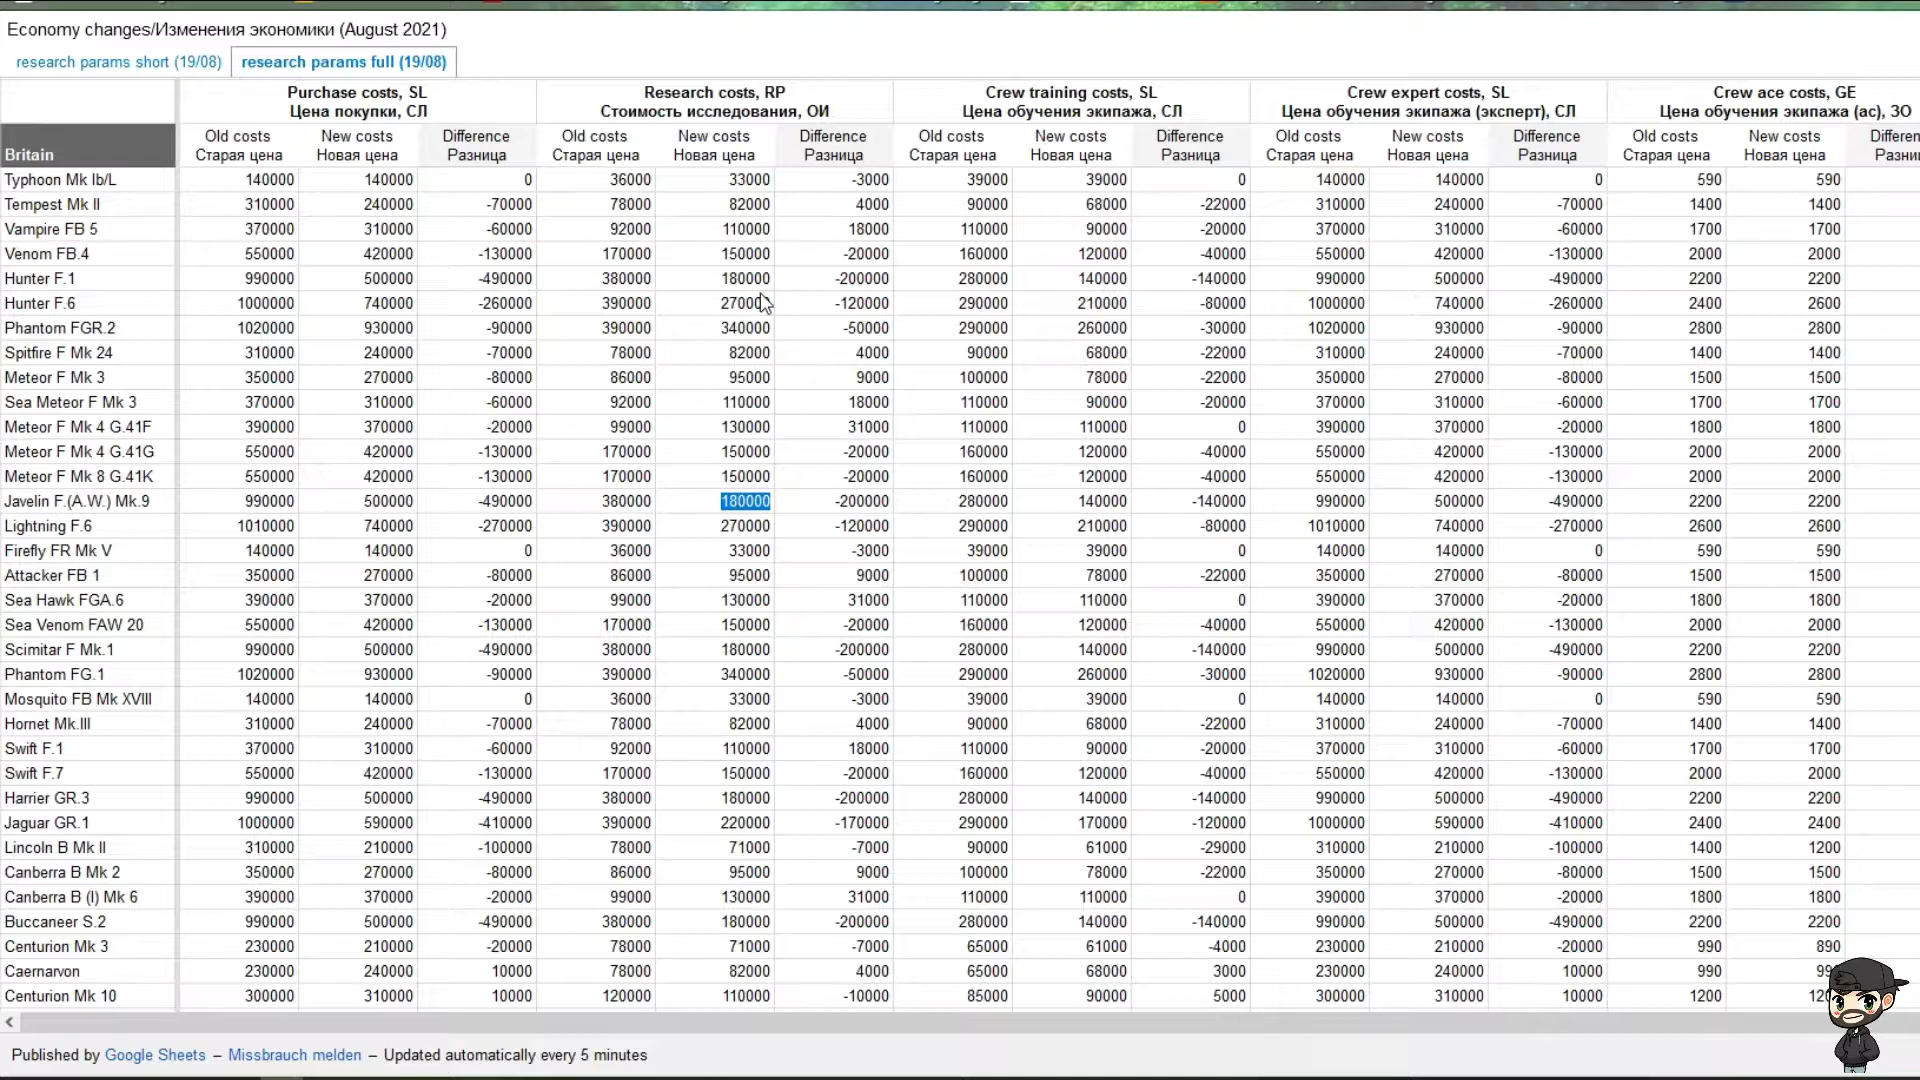 Economy changes/Изменения экономики (August 2021)
research params short (19/08) research params full (19/08)
Purchase costs, SL Research costs, RP Crew training costs, SL Crew expert costs, SL Crew ace costs, GE
Цена покупки, СЛ Стоимость исследования, ОИ Цена обучения экипажа, СЛ Цена обучения экипажа (эксперт), СЛ Цена обучения экипажа (ас), ЗО
Old costs New costs Difference Old costs New costs Difference Old costs New costs Difference Old costs New costs Difference Old costs New costs
Britain Старая цена Новая цена Разница Старая цена Новая цена Разница Старая цена Новая цена Разница Старая цена Новая цена Разница Старая цена Новая цена
Typhoon Mk Ib/L 140000 140000 0 36000 33000 -3000 39000 39000 0 140000 140000 0 590 590
Tempest Mk II 310000 240000 -70000 78000 82000 4000 90000 68000 -22000 310000 240000 -70000 1400 1400
Vampire FB 5 370000 310000 -60000 92000 110000 18000 110000 90000 -20000 370000 310000 -60000 1700 1700
Venom FB.4 550000 420000 -130000 170000 150000 -20000 160000 120000 -40000 550000 420000 -130000 2000 2000
Hunter F.1 990000 500000 -490000 380000 180000 -200000 280000 140000 -140000 990000 500000 -490000 2200 2200
Hunter F.6 1000000 740000 -260000 390000 270000 -120000 290000 210000 -80000 1000000 740000 -260000 2400 2600
Phantom FGR.2 1020000 930000 -90000 390000 340000 -50000 290000 260000 -30000 1020000 930000 -90000 2800 2800
Spitfire F Mk 24 310000 240000 -70000 78000 82000 4000 90000 68000 -22000 310000 240000 -70000 1400 1400
Meteor F Mk 3 350000 270000 -80000 86000 95000 9000 100000 78000 -22000 350000 270000 -80000 1500 1500
Sea Meteor F Mk 3 370000 310000 -60000 92000 110000 18000 110000 90000 -20000 370000 310000 -60000 1700 1700
Meteor F Mk 4 G.41F 390000 370000 -20000 99000 130000 31000 110000 110000 0 390000 370000 -20000 1800 1800
Meteor F Mk 4 G.41G 550000 420000 -130000 170000 150000 -20000 160000 120000 -40000 550000 420000 -130000 2000 2000
Meteor F Mk 8 G.41K 550000 420000 -130000 170000 150000 -20000 160000 120000 -40000 550000 420000 -130000 2000 2000
Javelin F.(A.W.) Mk.9 990000 500000 -490000 380000 180000 -200000 280000 140000 -140000 990000 500000 -490000 2200 2200
Lightning F.6 1010000 740000 -270000 390000 270000 -120000 290000 210000 -80000 1010000 740000 -270000 2600 2600
Firefly FR Mk V 140000 140000 0 36000 33000 -3000 39000 39000 0 140000 140000 0 590 590
Attacker FB 1 350000 270000 -80000 86000 95000 9000 100000 78000 -22000 350000 270000 -80000 1500 1500
Sea Hawk FGA.6 390000 370000 -20000 99000 130000 31000 110000 110000 0 390000 370000 -20000 1800 1800
Sea Venom FAW 20 550000 420000 -130000 170000 150000 -20000 160000 120000 -40000 550000 420000 -130000 2000 2000
Scimitar F Mk.1 990000 500000 -490000 380000 180000 -200000 280000 140000 -140000 990000 500000 -490000 2200 2200
Phantom FG.1 1020000 930000 -90000 390000 340000 -50000 290000 260000 -30000 1020000 930000 -90000 2800 2800
Mosquito FB Mk XVIII 140000 140000 0 36000 33000 -3000 39000 39000 0 140000 140000 0 590 590
Hornet Mk.III 310000 240000 -70000 78000 82000 4000 90000 68000 -22000 310000 240000 -70000 1400 1400
Swift F.1 370000 310000 -60000 92000 110000 18000 110000 90000 -20000 370000 310000 -60000 1700 1700
Swift F.7 550000 420000 -130000 170000 150000 -20000 160000 120000 -40000 550000 420000 -130000 2000 2000
Harrier GR.3 990000 500000 -490000 380000 180000 -200000 280000 140000 -140000 990000 500000 -490000 2200 2200
Jaguar GR.1 1000000 590000 -410000 390000 220000 -170000 290000 170000 -120000 1000000 590000 -410000 2400 2400
Lincoln B Mk II 310000 210000 -100000 78000 71000 -7000 90000 61000 -29000 310000 210000 -100000 1400 1200
Canberra B Mk 2 350000 270000 -80000 86000 95000 9000 100000 78000 -22000 350000 270000 -80000 1500 1500
Canberra B (I) Mk 6 390000 370000 -20000 99000 130000 31000 110000 110000 0 390000 370000 -20000 1800 1800
Buccaneer S.2 990000 500000 -490000 380000 180000 -200000 280000 140000 -140000 990000 500000 -490000 2200 2200
Centurion Mk 3 230000 210000 -20000 78000 71000 -7000 65000 61000 -4000 230000 210000 -20000 990 890
Caernarvon 230000 240000 10000 78000 82000 4000 65000 68000 3000 230000 240000 10000 990
Centurion Mk 10 300000 310000 10000 120000 110000 -10000 85000 90000 5000 300000 310000 10000 1200
Published by Google Sheets – Missbrauch melden – Updated automatically every 5 minutes